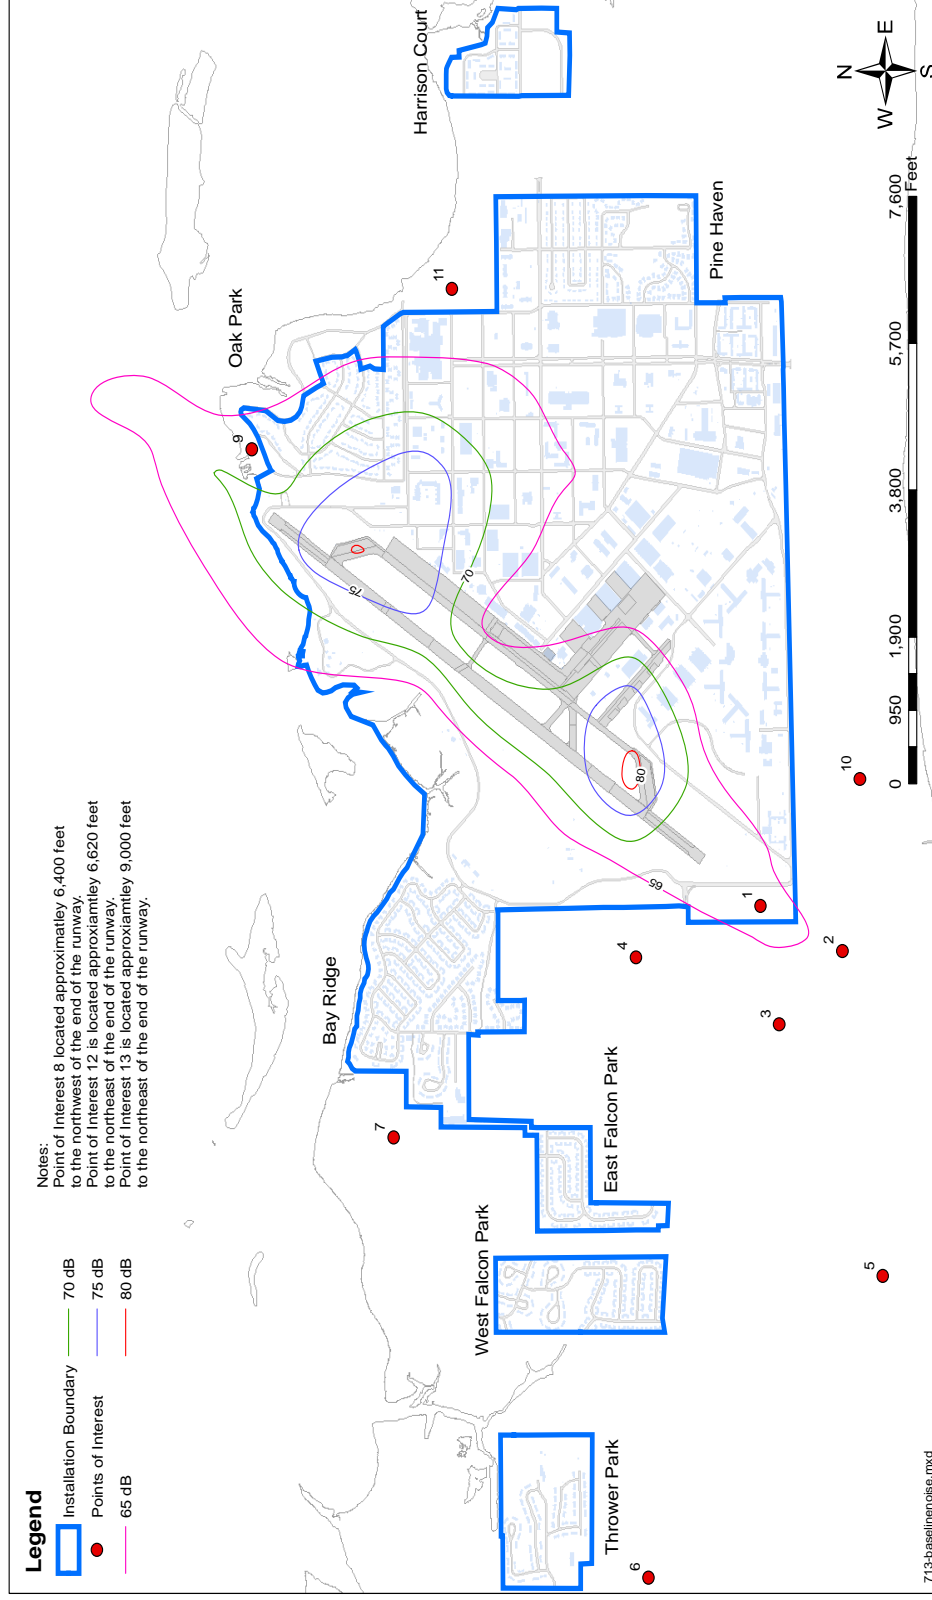 Legend
Installation Boundary
Points of Interest
65 dB
70 dB
75 dB
80 dB
Notes:
Point of Interest 8 located approximatley 6,400 feet
to the northwest of the end of the runway.
Point of Interest 12 is located approxiamtley 6,620 feet
to the northeast of the end of the runway.
Point of Interest 13 is located approxiamtley 9,000 feet
to the northeast of the end of the runway.
Harrison Court
Oak Park
Pine Haven
Bay Ridge
East Falcon Park
West Falcon Park
Thrower Park
11
9
7
4
3
2
1
10
5
6
75
70
80
65
N
W
E
S
0
950
1,900
3,800
5,700
7,600
Feet
713-baselinenoise.mxd